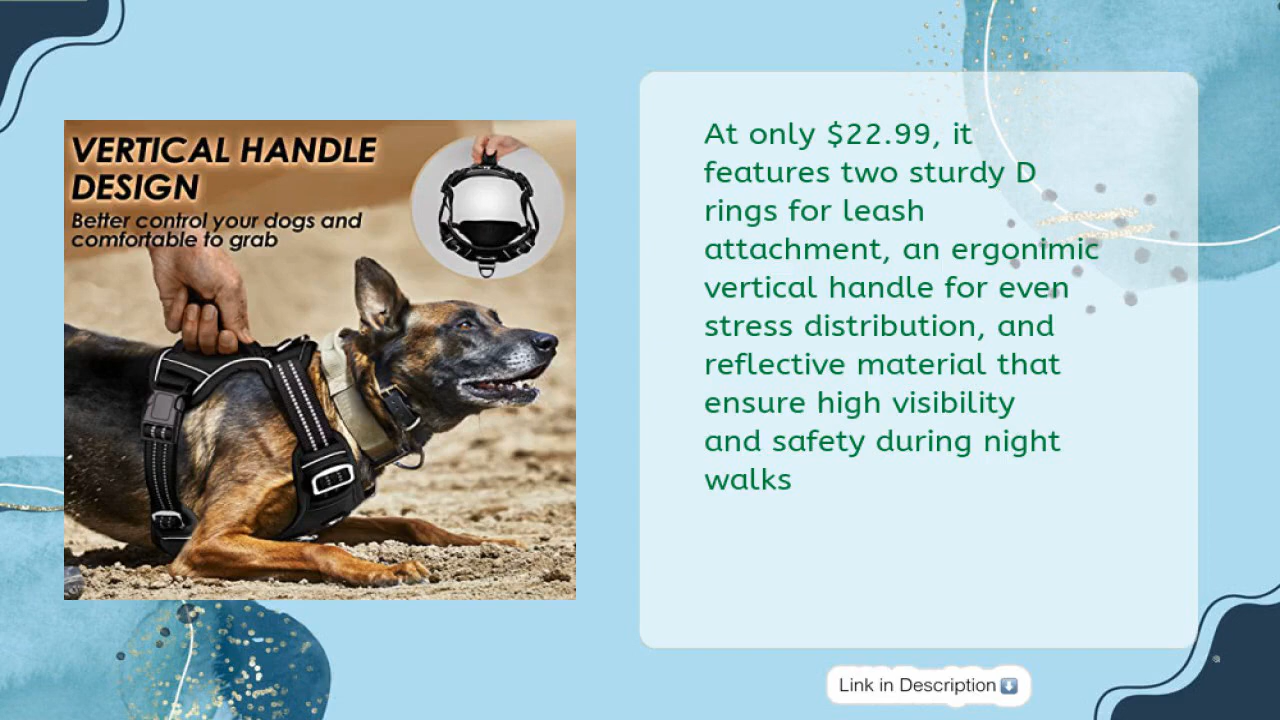 VERTICAL HANDLE
DESIGN
Better control your dogs and
comfortable to grab
At only $22.99, it
features two sturdy D
rings for leash
attachment, an ergonimic
vertical handle for even
stress distribution, and
reflective material that
ensure high visibility
and safety during night
walks
Link in Description ⬇️